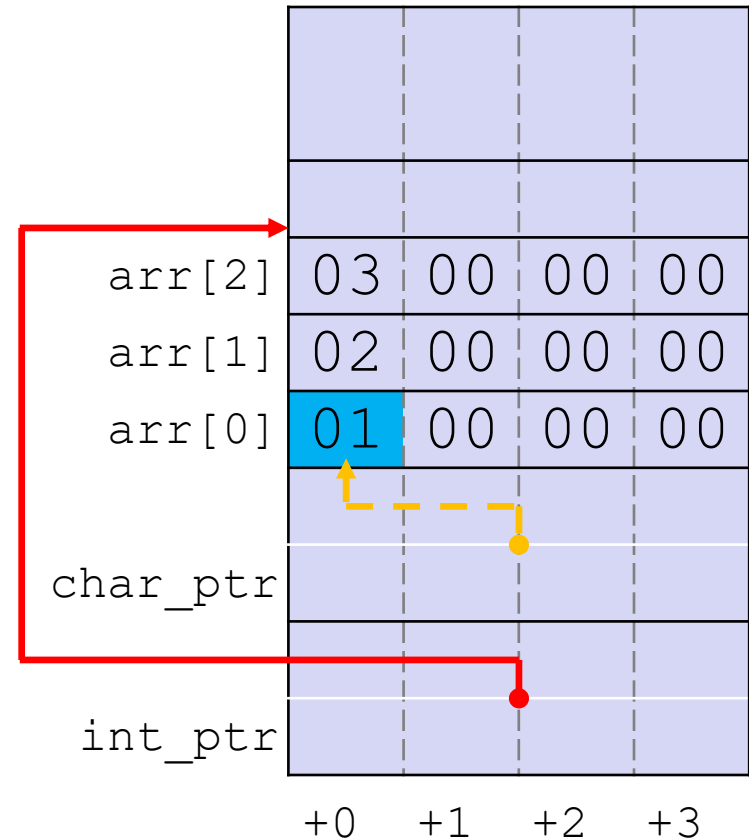 arr[2] 03 00 00 00
arr[1] 02 00 00 00
arr[0] 01 00 00 00
char_ptr
int_ptr
+0 +1 +2 +3